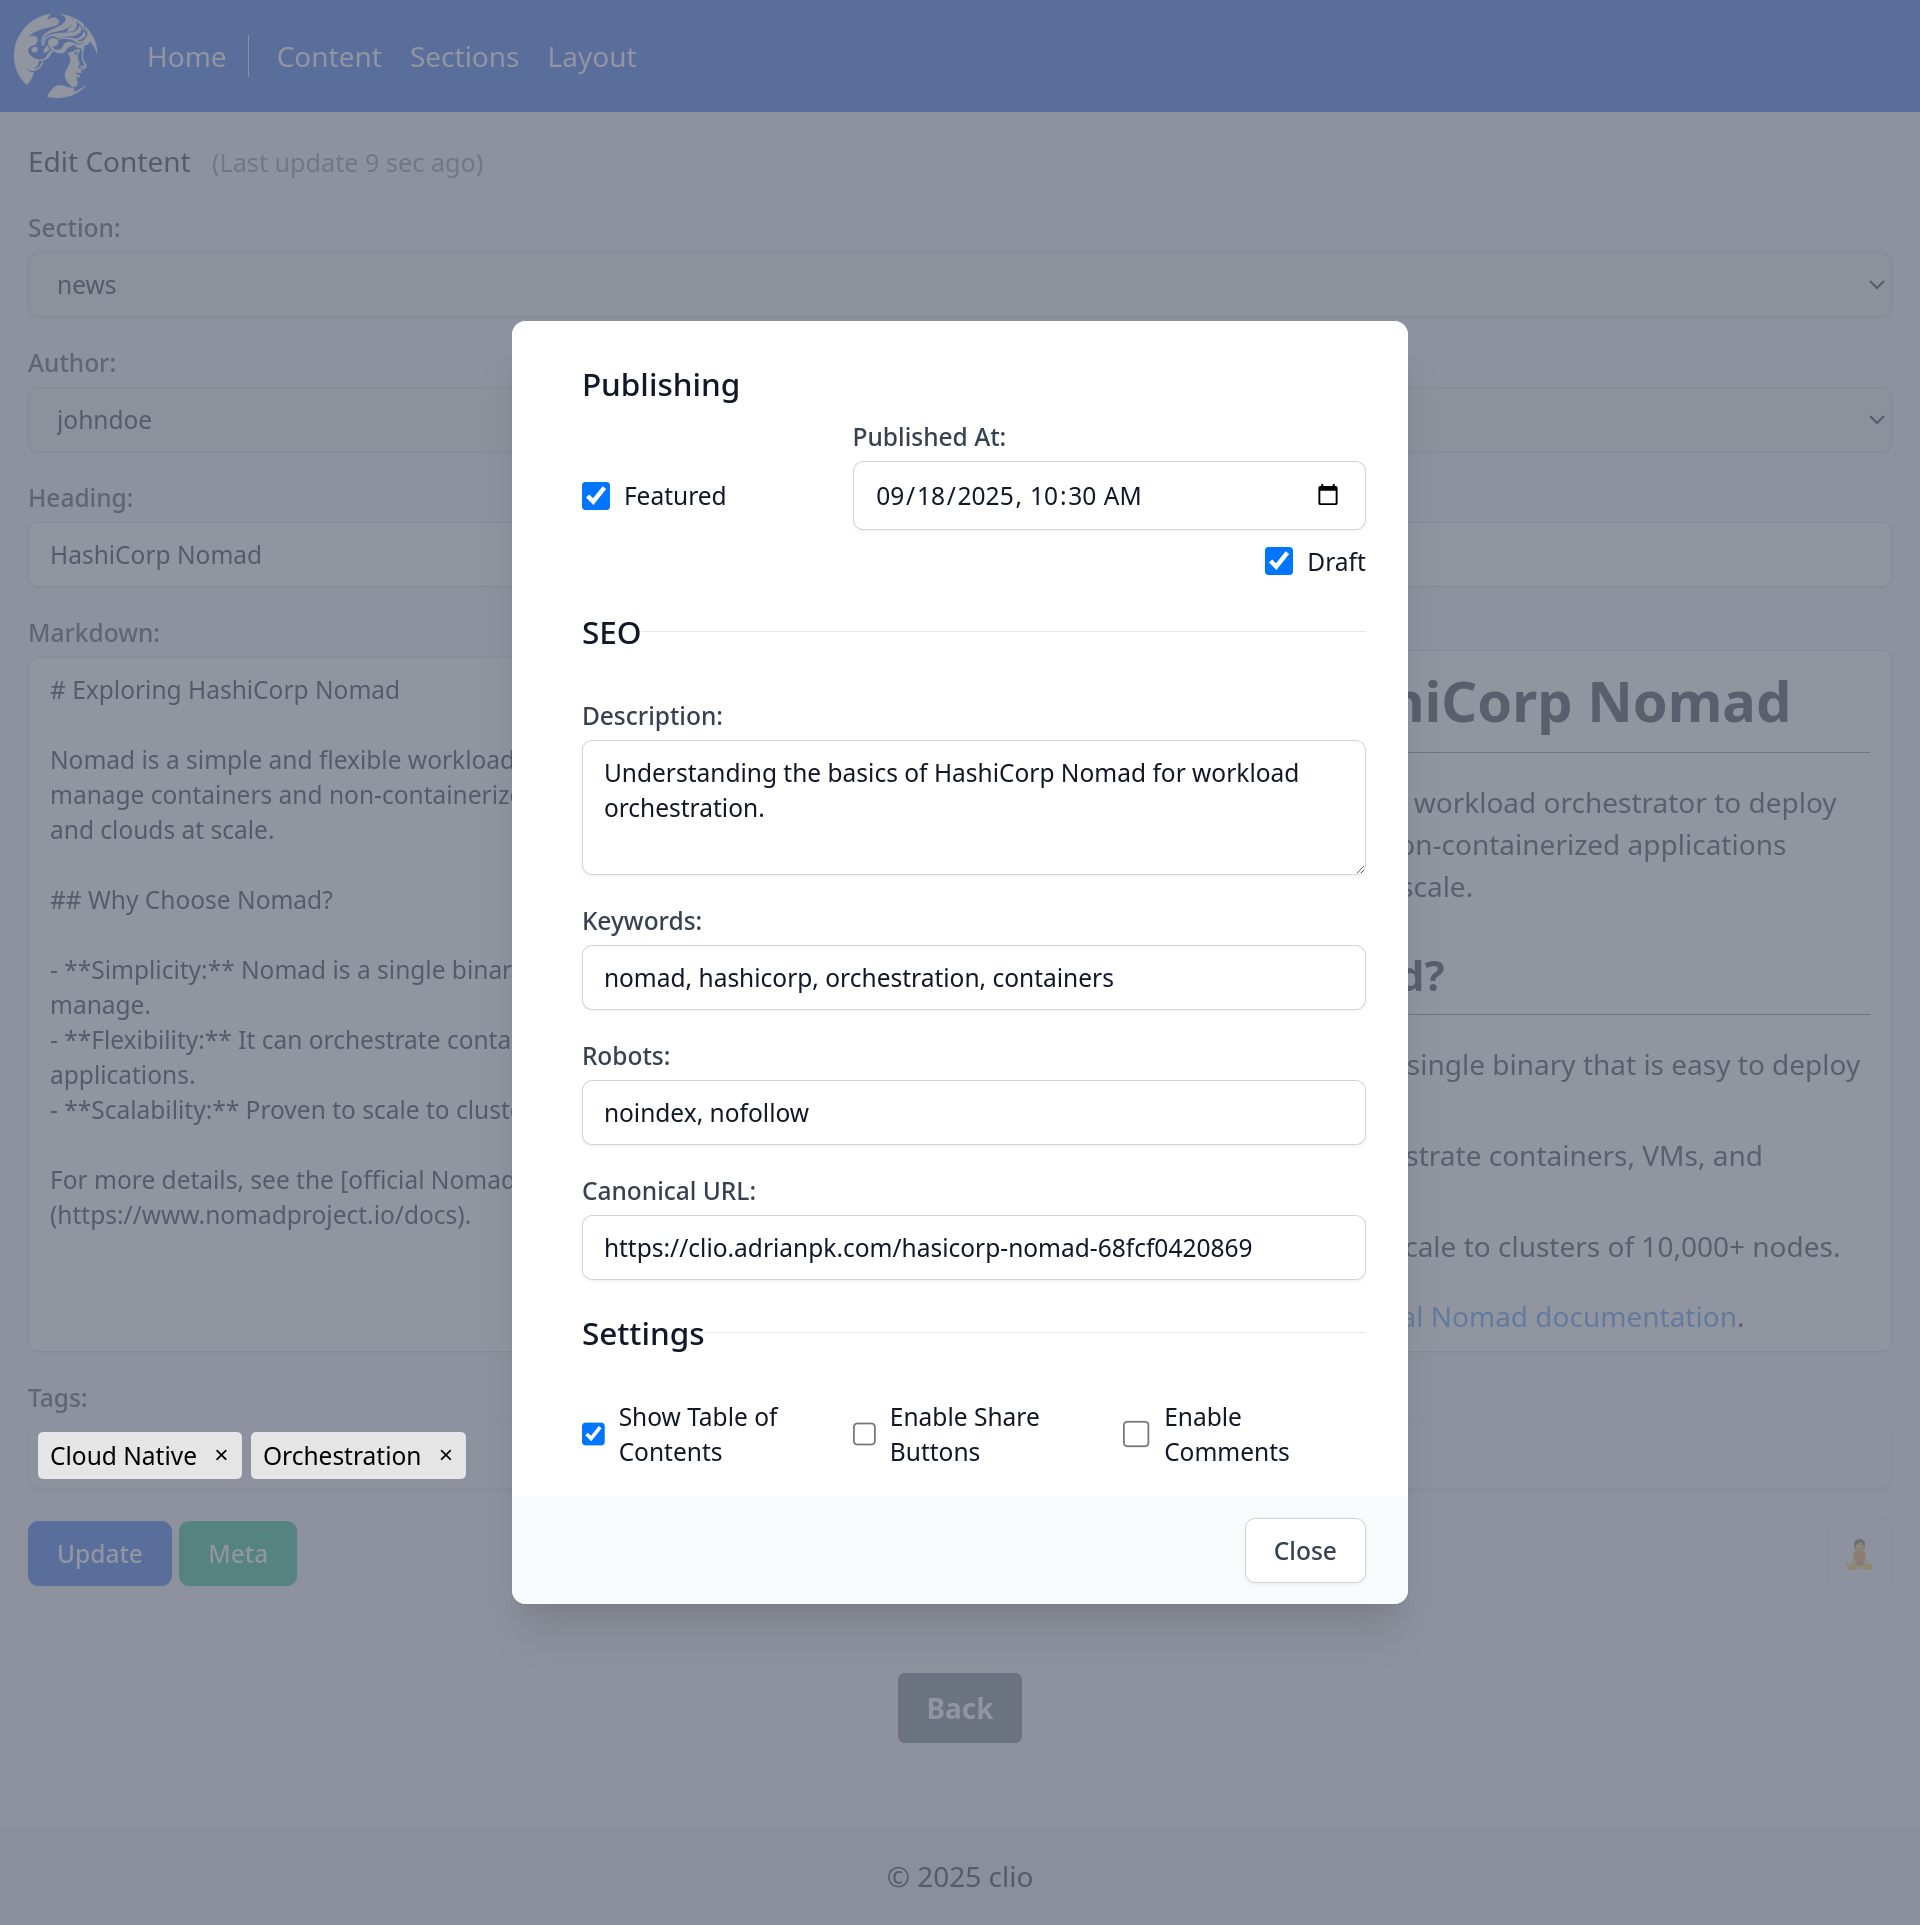 Home
Content
Sections
Layout
Edit Content (Last update 9 sec ago)
Section:
news
Author:
johndoe
Heading:
HashiCorp Nomad
Markdown:
# Exploring HashiCorp Nomad
Nomad is a simple and flexible workload
manage containers and non-containeriz
and clouds at scale.
## Why Choose Nomad?
- **Simplicity:** Nomad is a single binar
manage.
- **Flexibility:** It can orchestrate conta
applications.
- **Scalability:** Proven to scale to clust
For more details, see the [official Nomad
(https://www.nomadproject.io/docs).
Publishing
Featured
Published At:
09/18/2025, 10:30 AM
Draft
SEO
Description:
Understanding the basics of HashiCorp Nomad for workload
orchestration.
Keywords:
nomad, hashicorp, orchestration, containers
Robots:
noindex, nofollow
Canonical URL:
https://clio.adrianpk.com/hasicorp-nomad-68fcf0420869
Settings
Show Table of
Contents
Enable Share
Buttons
Enable
Comments
Close
hiCorp Nomad
workload orchestrator to deploy
on-containerized applications
scale.
d?
single binary that is easy to deploy
strate containers, VMs, and
cale to clusters of 10,000+ nodes.
al Nomad documentation.
Tags:
Cloud Native ×
Orchestration ×
Update
Meta
Back
© 2025 clio